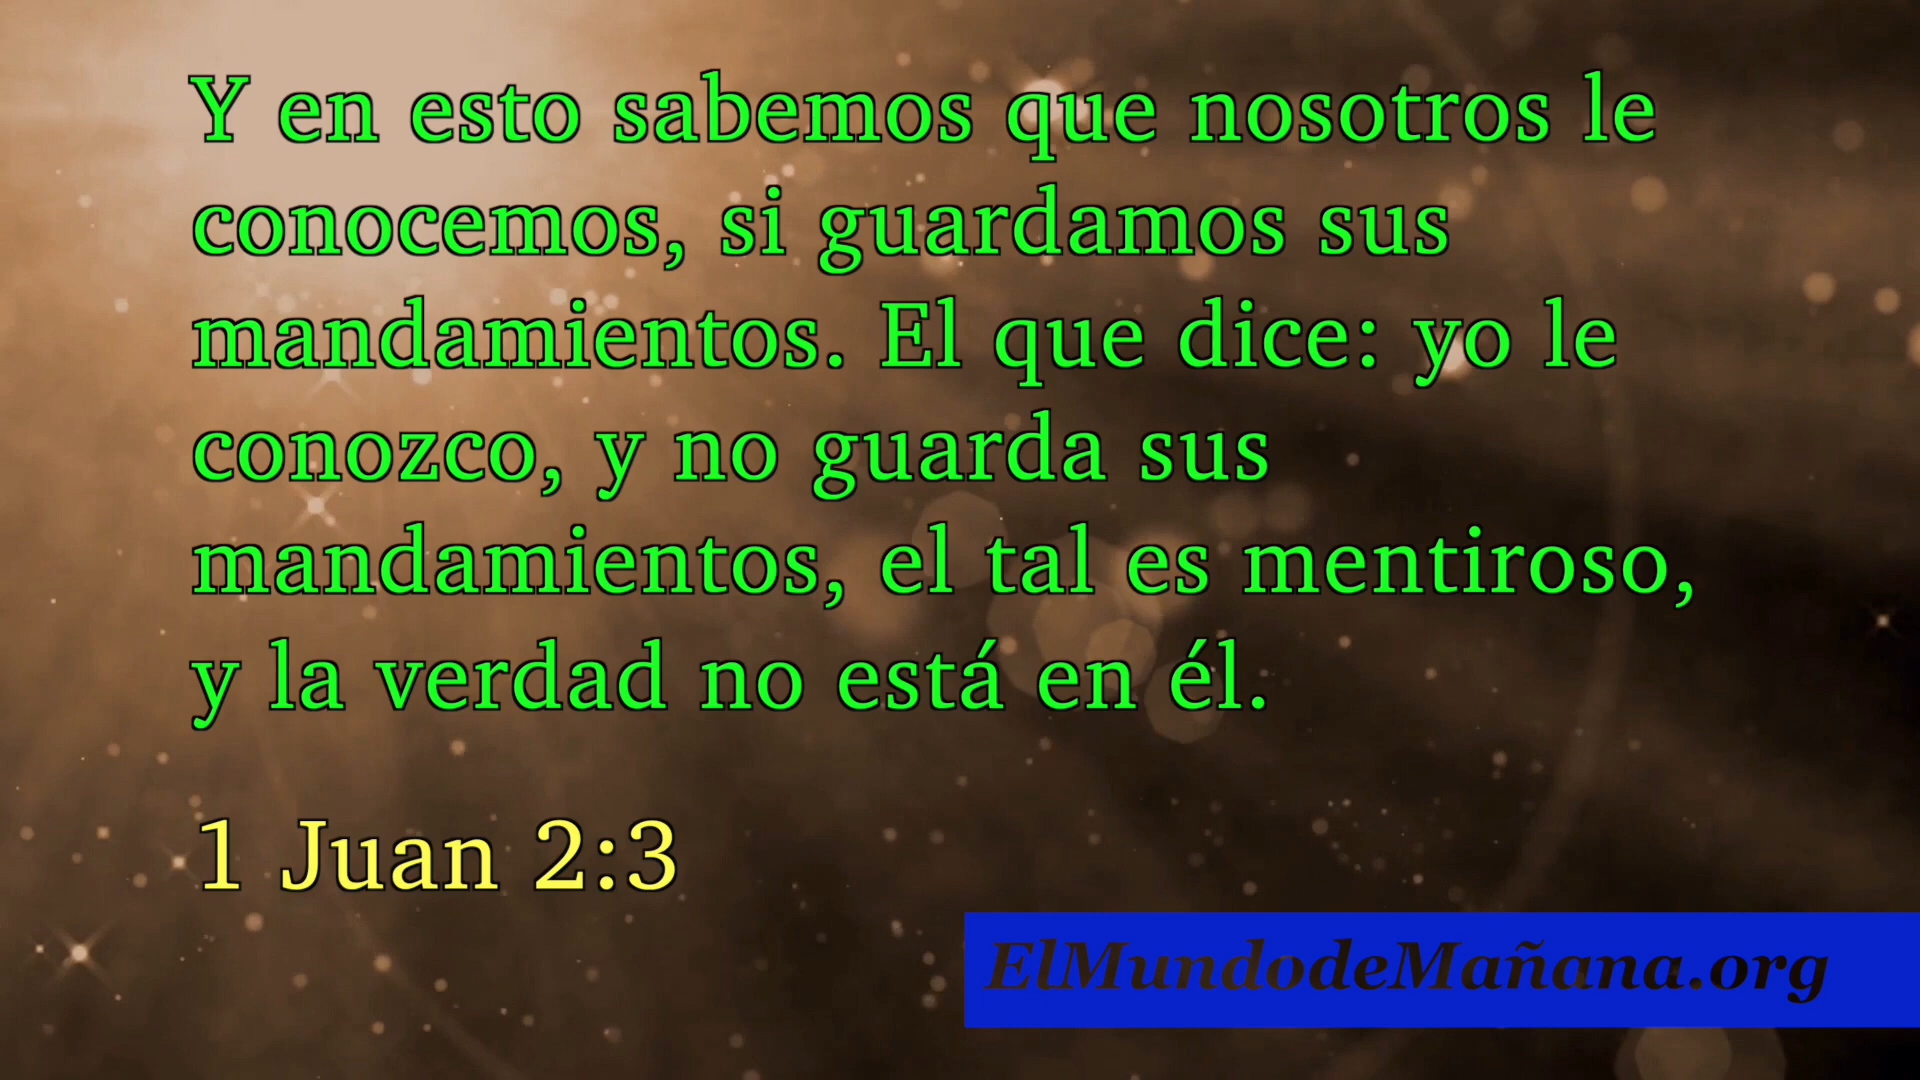 Y en esto sabemos que nosotros le
conocemos, si guardamos sus
mandamientos. El que dice: yo le
conozco, y no guarda sus
mandamientos, el tal es mentiroso,
y la verdad no está en él.
1 Juan 2:3
ElMundodeMañana.org